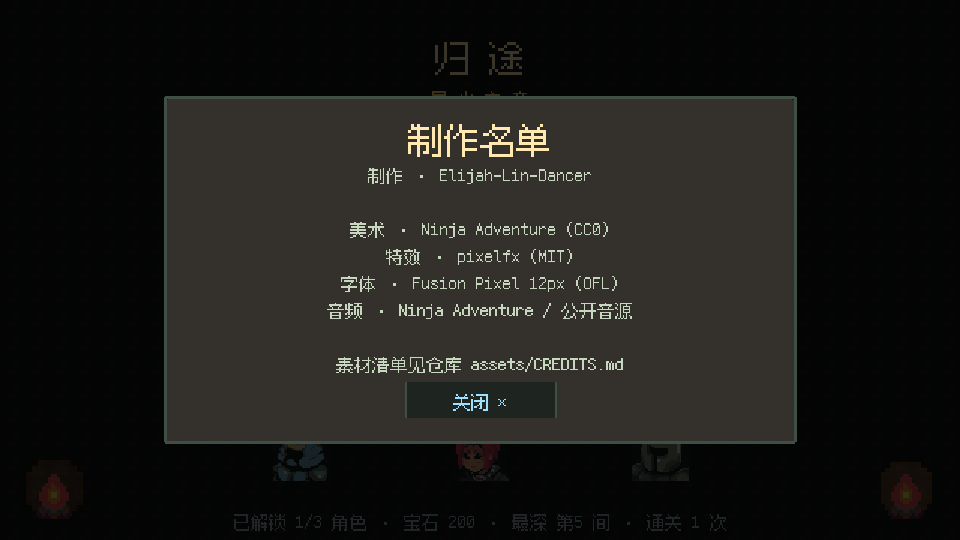 归途
制作名单
制作 · Elijah-Lin-Dancer
美术 · Ninja Adventure (CC0)
特效 · pixelfx (MIT)
字体 · Fusion Pixel 12px (OFL)
音频 · Ninja Adventure / 公开音源
素材清单见仓库 assets/CREDITS.md
关闭 ×
已解锁 1/3 角色 · 宝石 200 · 最深 第5 间 · 通关 1 次